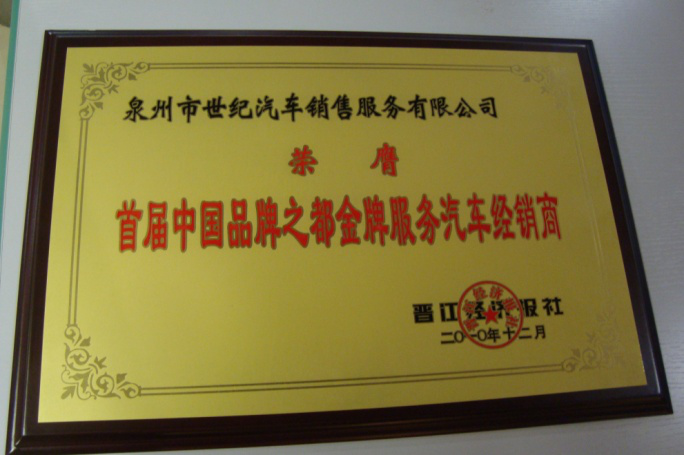 泉州市世纪汽车销售服务有限公司
荣膺
首届中国品牌之都金牌服务汽车经销商
晋江经济报社
二〇一〇年十二月